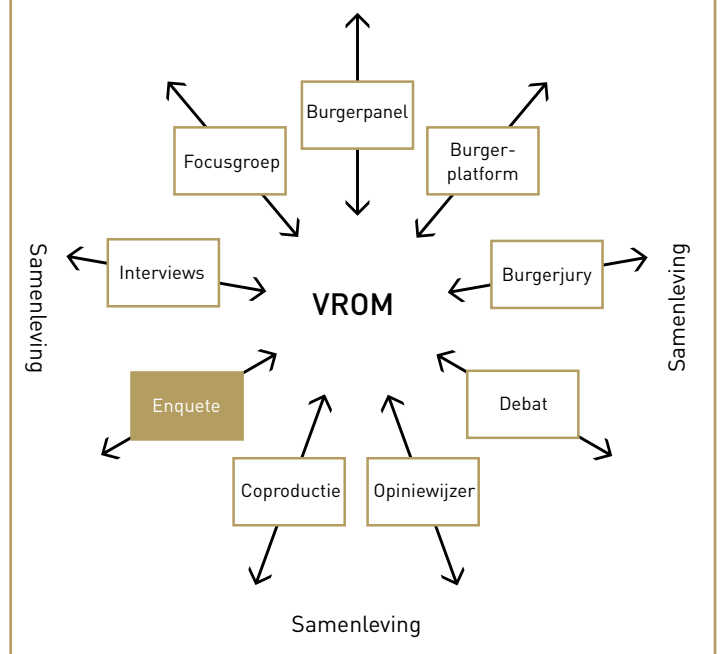 Burgerpanel
Burger-
platform
Focusgroep
Samenleving
Interviews
VROM
Burgerjury
Samenleving
Enquete
Debat
Coproductie
Opiniewijzer
Samenleving